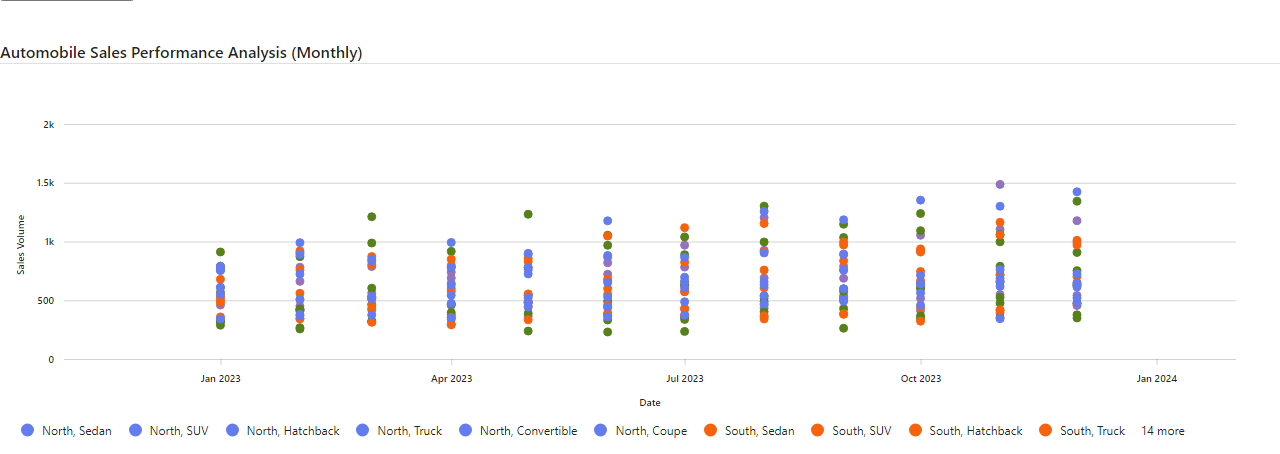 Automobile Sales Performance Analysis (Monthly)
2k
1.5k
1k
500
0
Sales Volume
Jan 2023 Apr 2023 Jul 2023 Oct 2023 Jan 2024
Date
North, Sedan North, SUV North, Hatchback North, Truck North, Convertible North, Coupe South, Sedan South, SUV South, Hatchback South, Truck 14 more